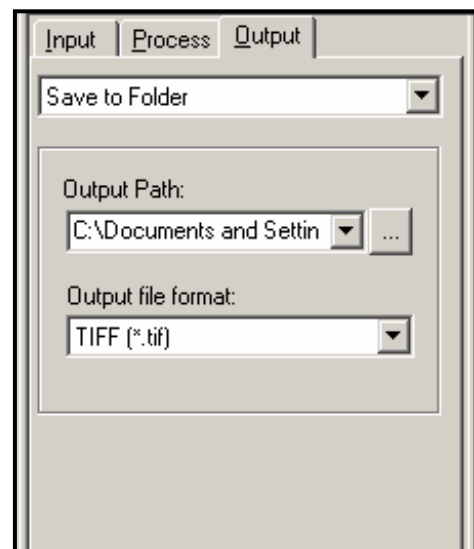 Input Process Output
Save to Folder
Output Path:
C:\Documents and Settin ...
Output file format:
TIFF (*.tif)